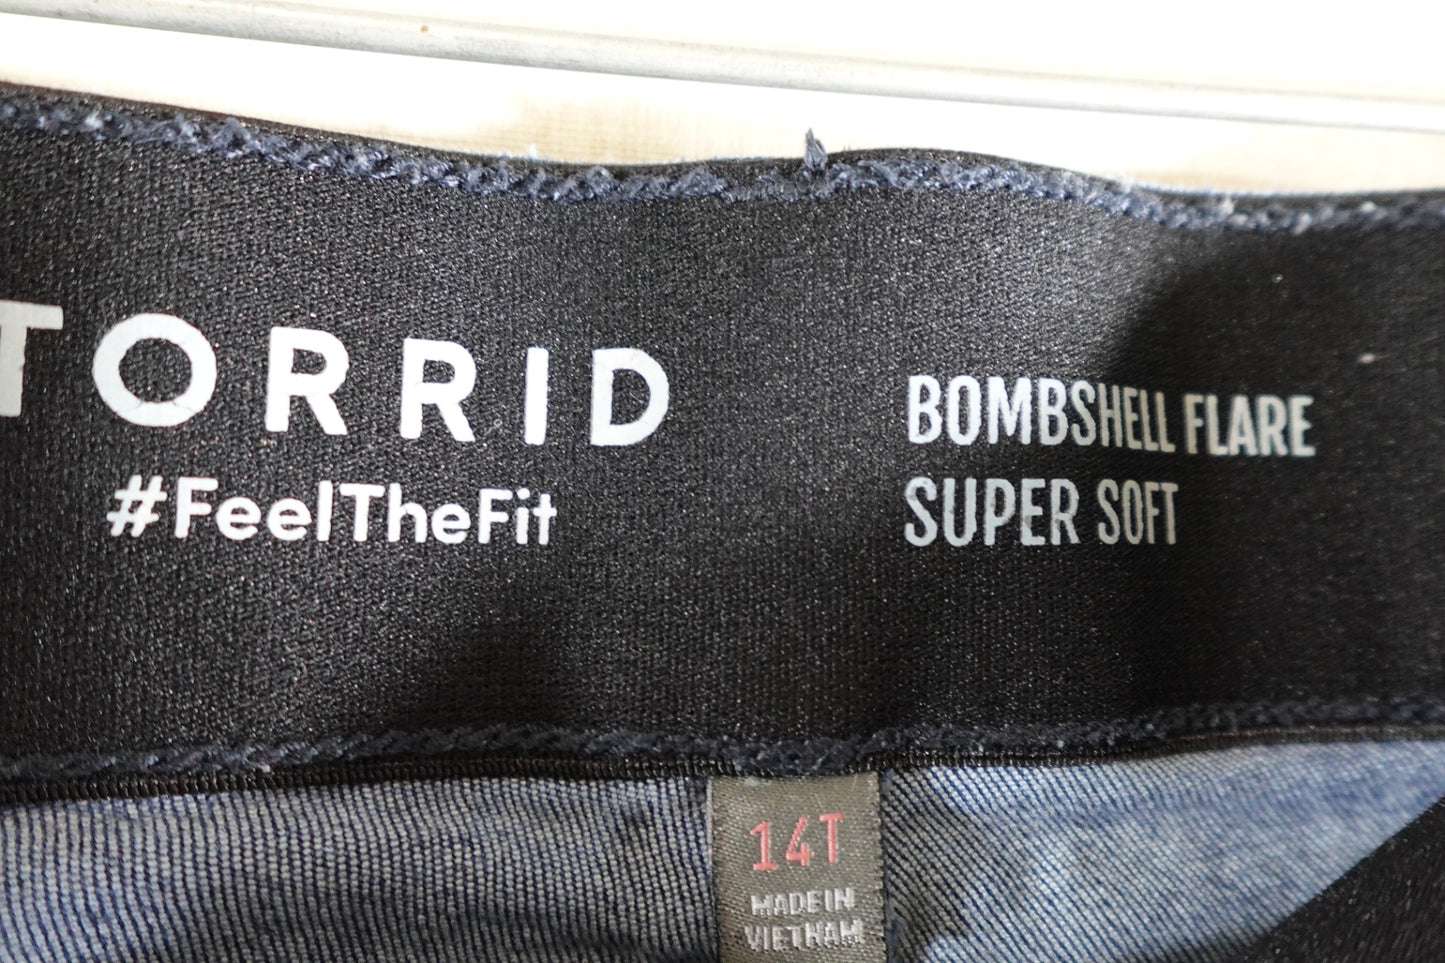 TORRID
#FeelTheFit
BOMBSHELL FLARE
SUPER SOFT
14T
MADE IN
VIETNAM